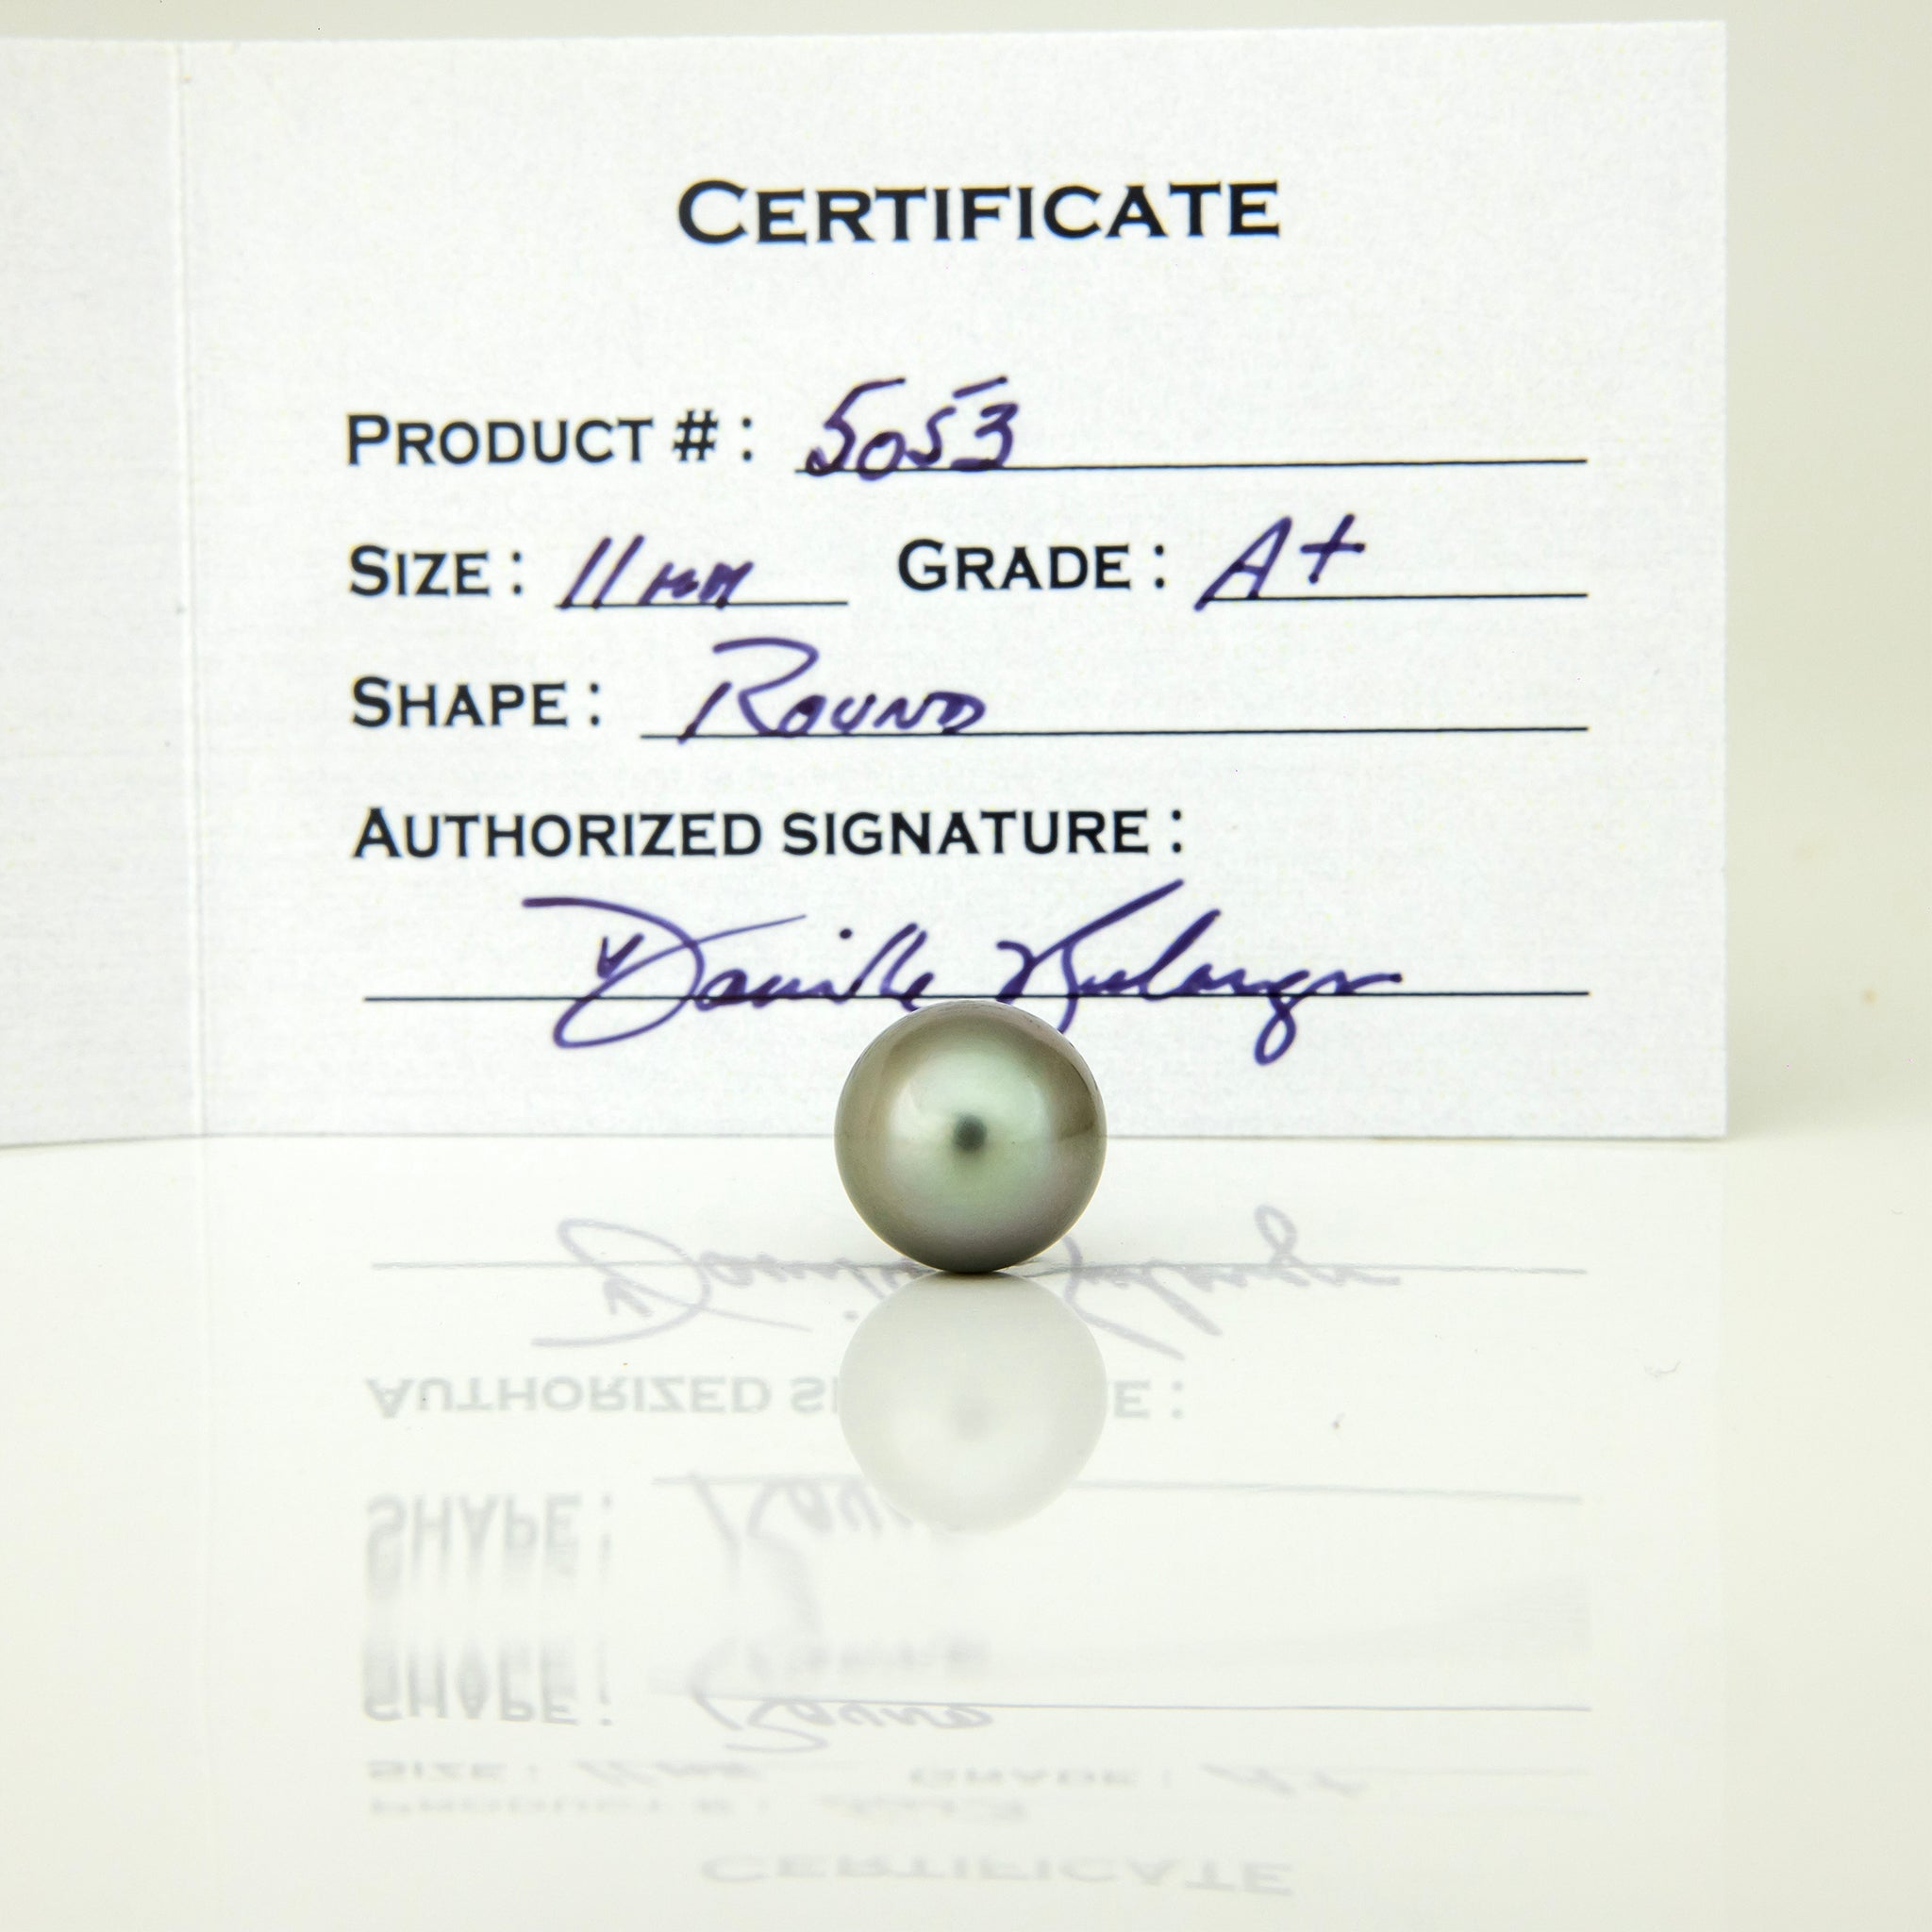 CERTIFICATE
PRODUCT #: 5053
SIZE: 11mm GRADE: A+
SHAPE: ROUND
AUTHORIZED SIGNATURE: